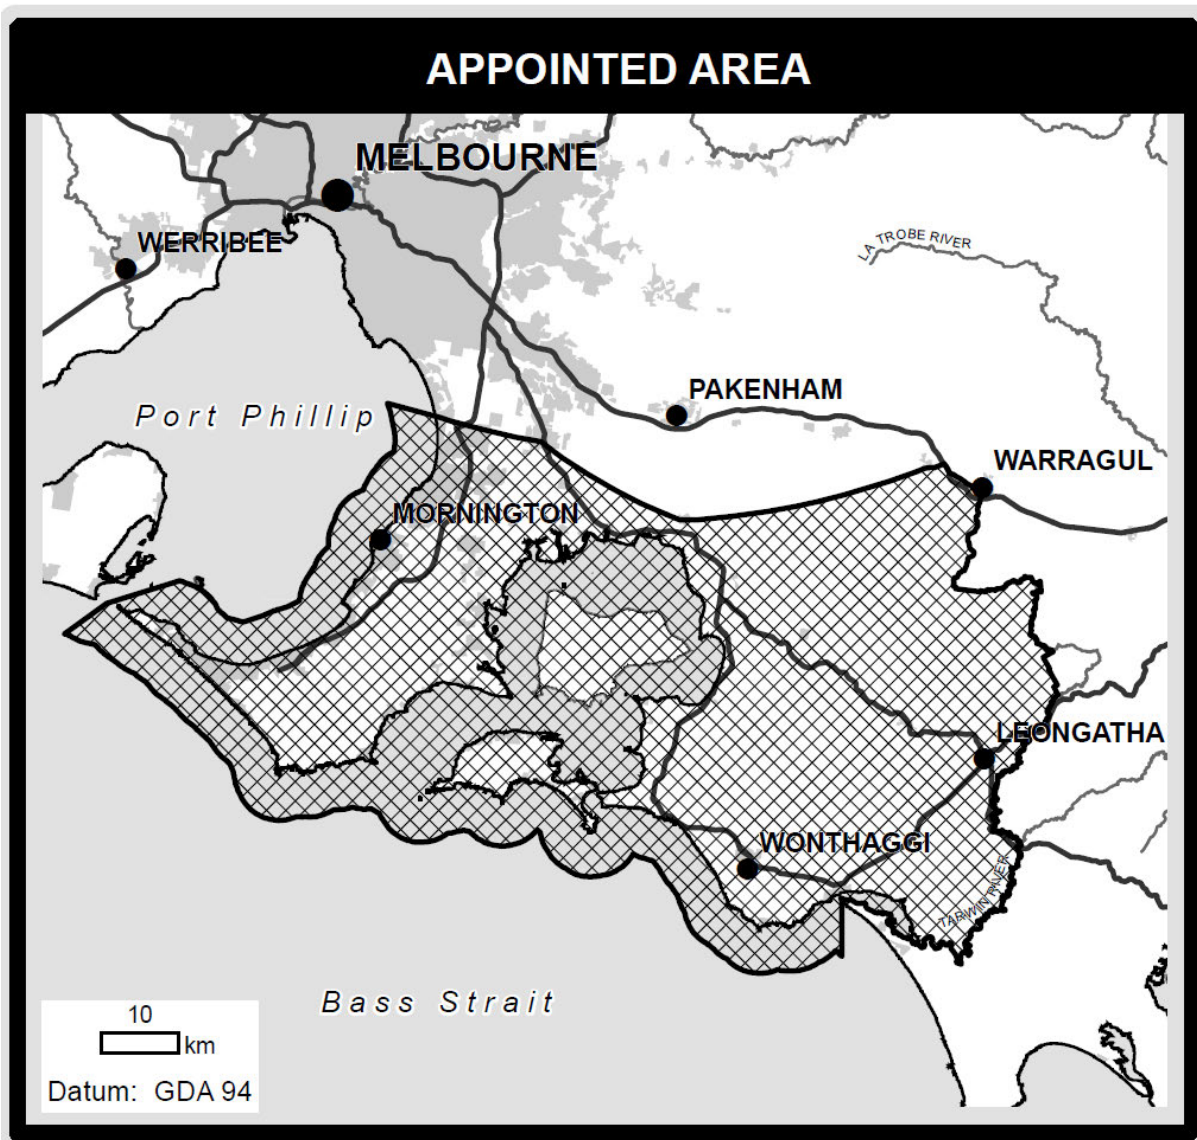 APPOINTED AREA
MELBOURNE
WERRIBEE
LA TROBE RIVER
PAKENHAM
Port Phillip
WARRAGUL
MORNINGTON
LEONGATHA
WONTHAGGI
TARWIN RIVER
Bass Strait
10
km
Datum: GDA 94